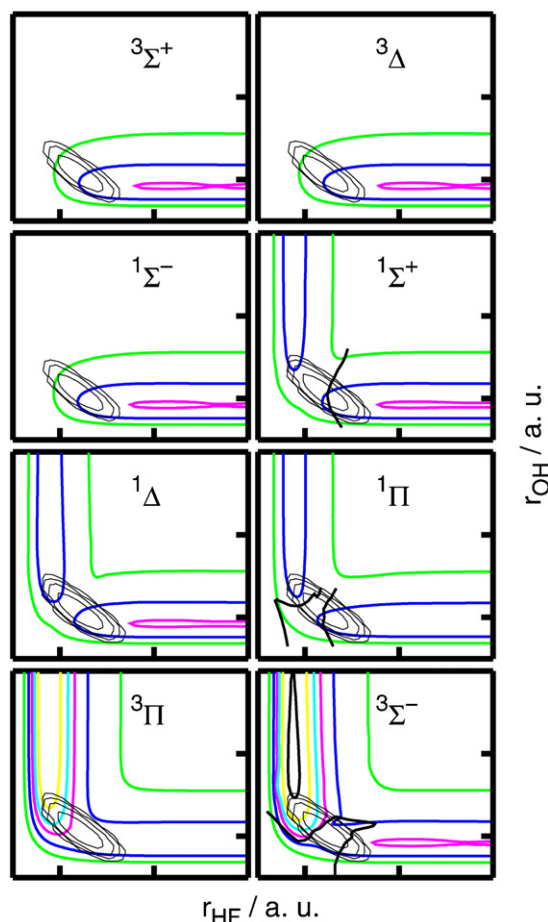 ³Σ⁺
³Δ
¹Σ⁻
¹Σ⁺
¹Δ
¹Π
³Π
³Σ⁻
r_OH / a. u.
r_HF / a. u.